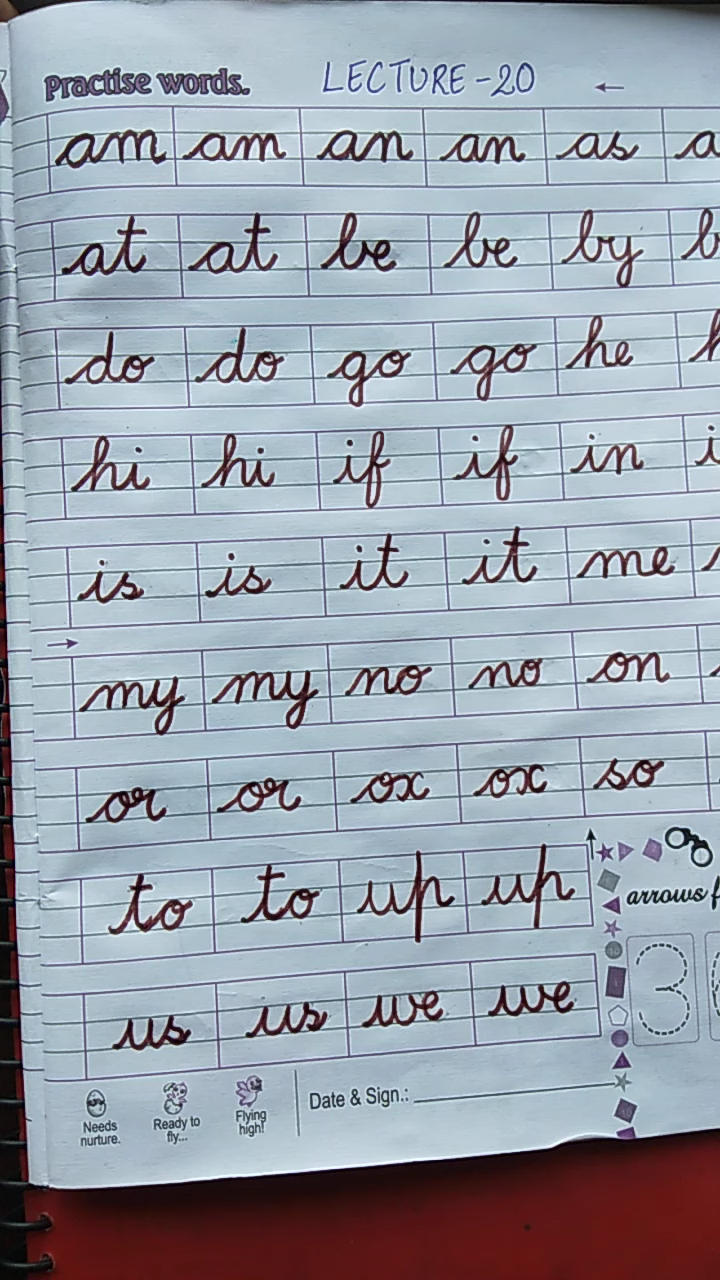 Practise words. LECTURE-20 ←
am am an an as a
at at be be by b
do do go go he h
hi hi if if in i
is is it it me
→
my my no no on
or or ox ox so
to to up up
arrows f
us us we we
3
Needs nurture. Ready to fly... Flying high! Date & Sign.: